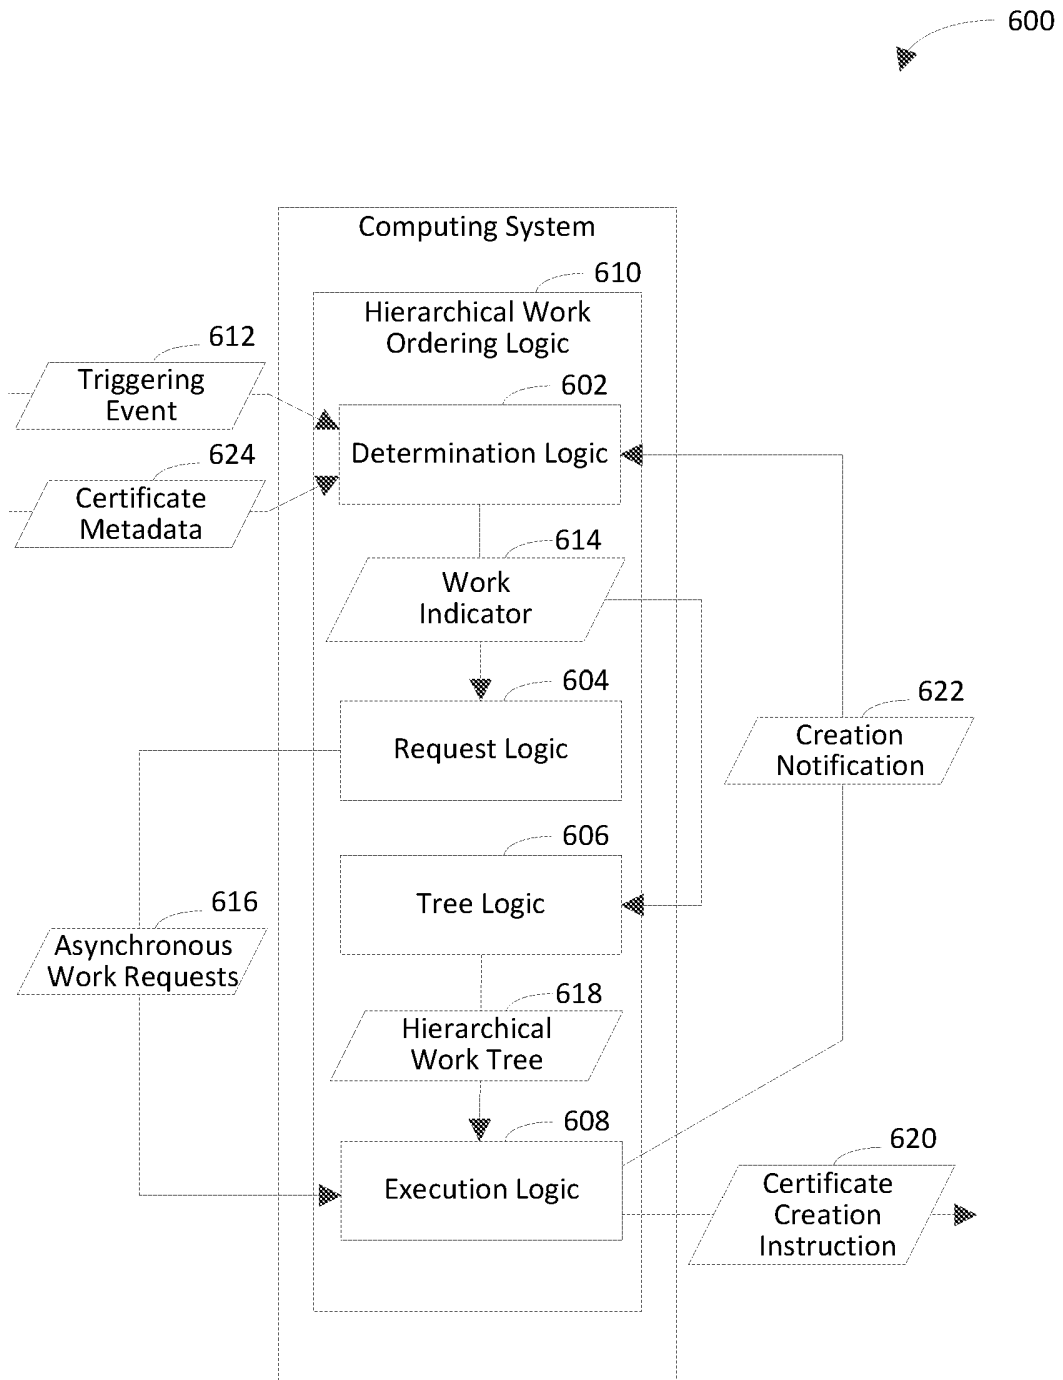 600
Computing System
610
Hierarchical Work
Ordering Logic
612
Triggering
Event
602
Determination Logic
624
Certificate
Metadata
614
Work
Indicator
604
Request Logic
622
Creation
Notification
606
Tree Logic
616
Asynchronous
Work Requests
618
Hierarchical
Work Tree
608
Execution Logic
620
Certificate
Creation
Instruction